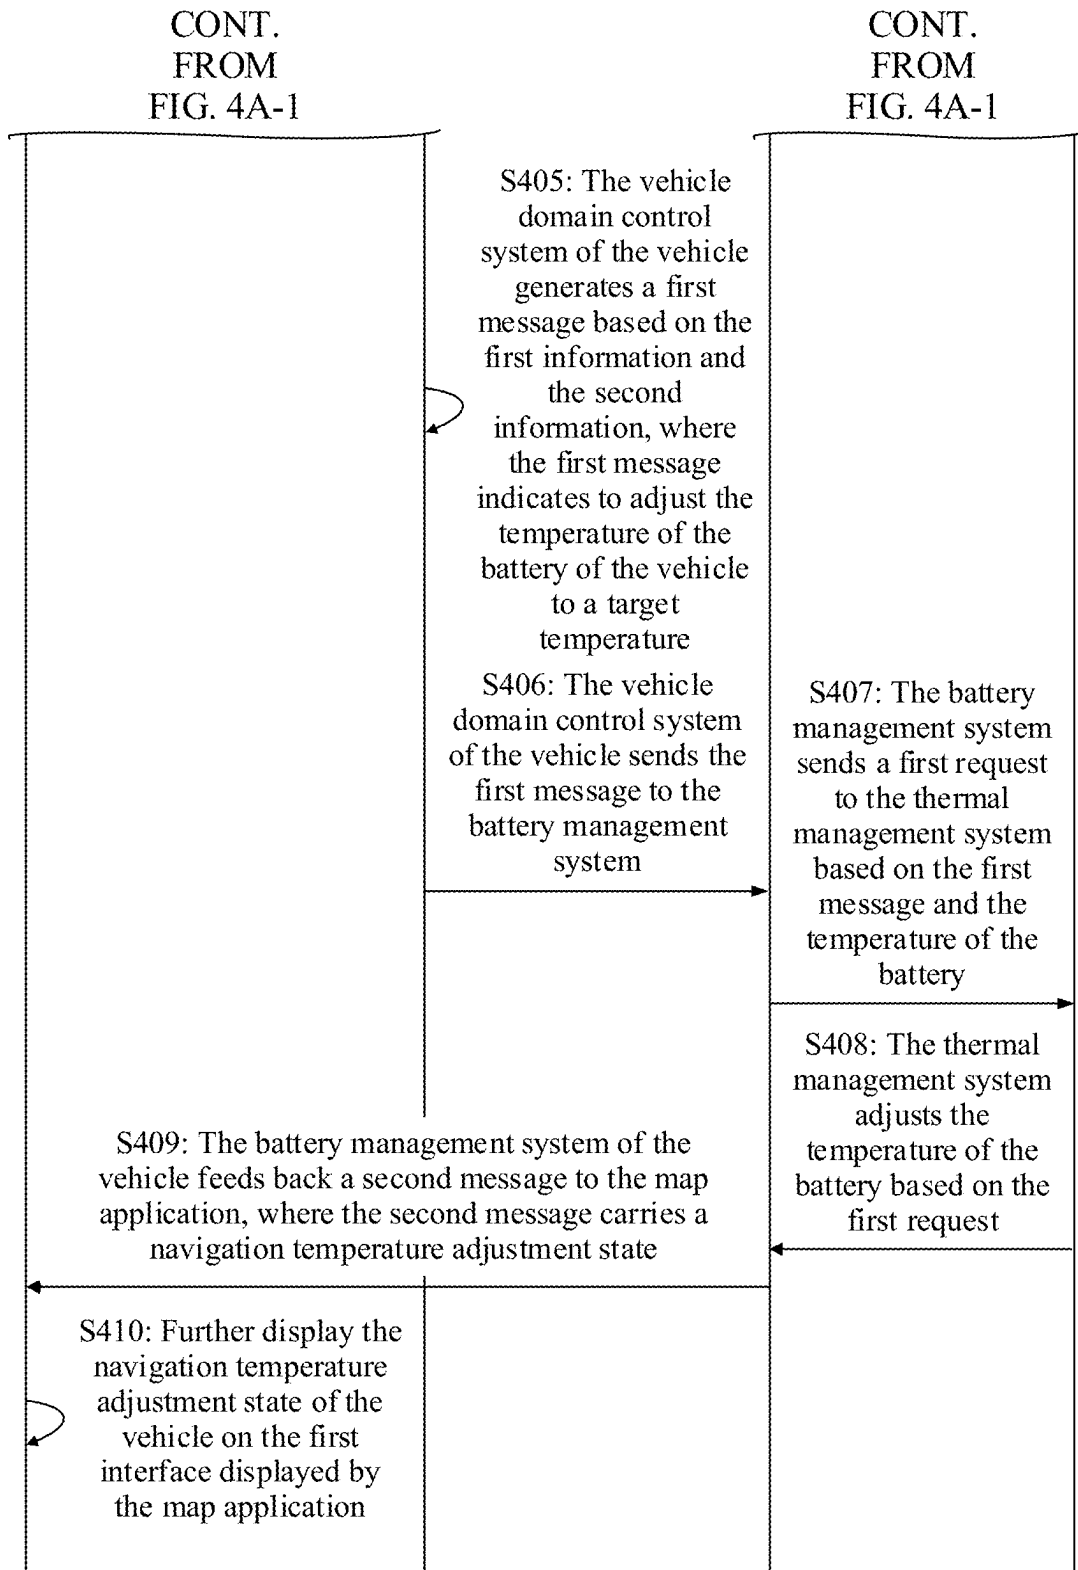 CONT.
FROM
FIG. 4A-1
CONT.
FROM
FIG. 4A-1
S405: The vehicle
domain control
system of the vehicle
generates a first
message based on the
first information and
the second
information, where
the first message
indicates to adjust the
temperature of the
battery of the vehicle
to a target
temperature
S406: The vehicle
domain control system
of the vehicle sends the
first message to the
battery management
system
S407: The battery
management system
sends a first request
to the thermal
management system
based on the first
message and the
temperature of the
battery
S408: The thermal
management system
adjusts the
temperature of the
battery based on the
first request
S409: The battery management system of the
vehicle feeds back a second message to the map
application, where the second message carries a
navigation temperature adjustment state
S410: Further display the
navigation temperature
adjustment state of the
vehicle on the first
interface displayed by
the map application